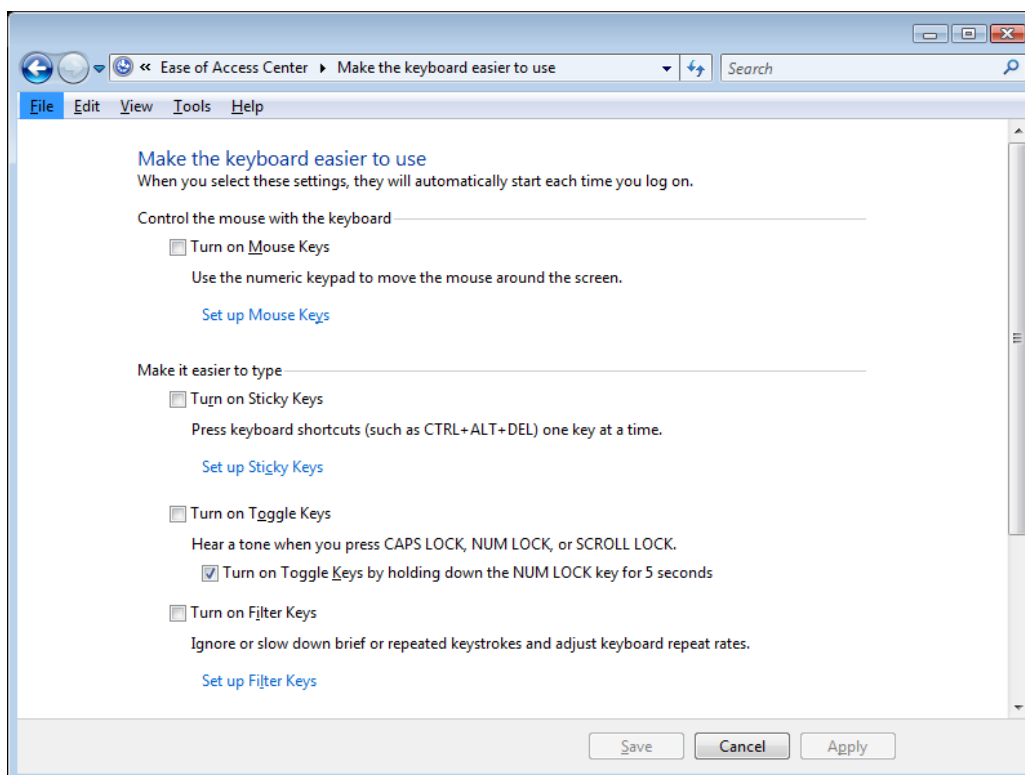 « Ease of Access Center ▸ Make the keyboard easier to use Search
File Edit View Tools Help
Make the keyboard easier to use
When you select these settings, they will automatically start each time you log on.
Control the mouse with the keyboard
Turn on Mouse Keys
Use the numeric keypad to move the mouse around the screen.
Set up Mouse Keys
Make it easier to type
Turn on Sticky Keys
Press keyboard shortcuts (such as CTRL+ALT+DEL) one key at a time.
Set up Sticky Keys
Turn on Toggle Keys
Hear a tone when you press CAPS LOCK, NUM LOCK, or SCROLL LOCK.
Turn on Toggle Keys by holding down the NUM LOCK key for 5 seconds
Turn on Filter Keys
Ignore or slow down brief or repeated keystrokes and adjust keyboard repeat rates.
Set up Filter Keys
Save Cancel Apply